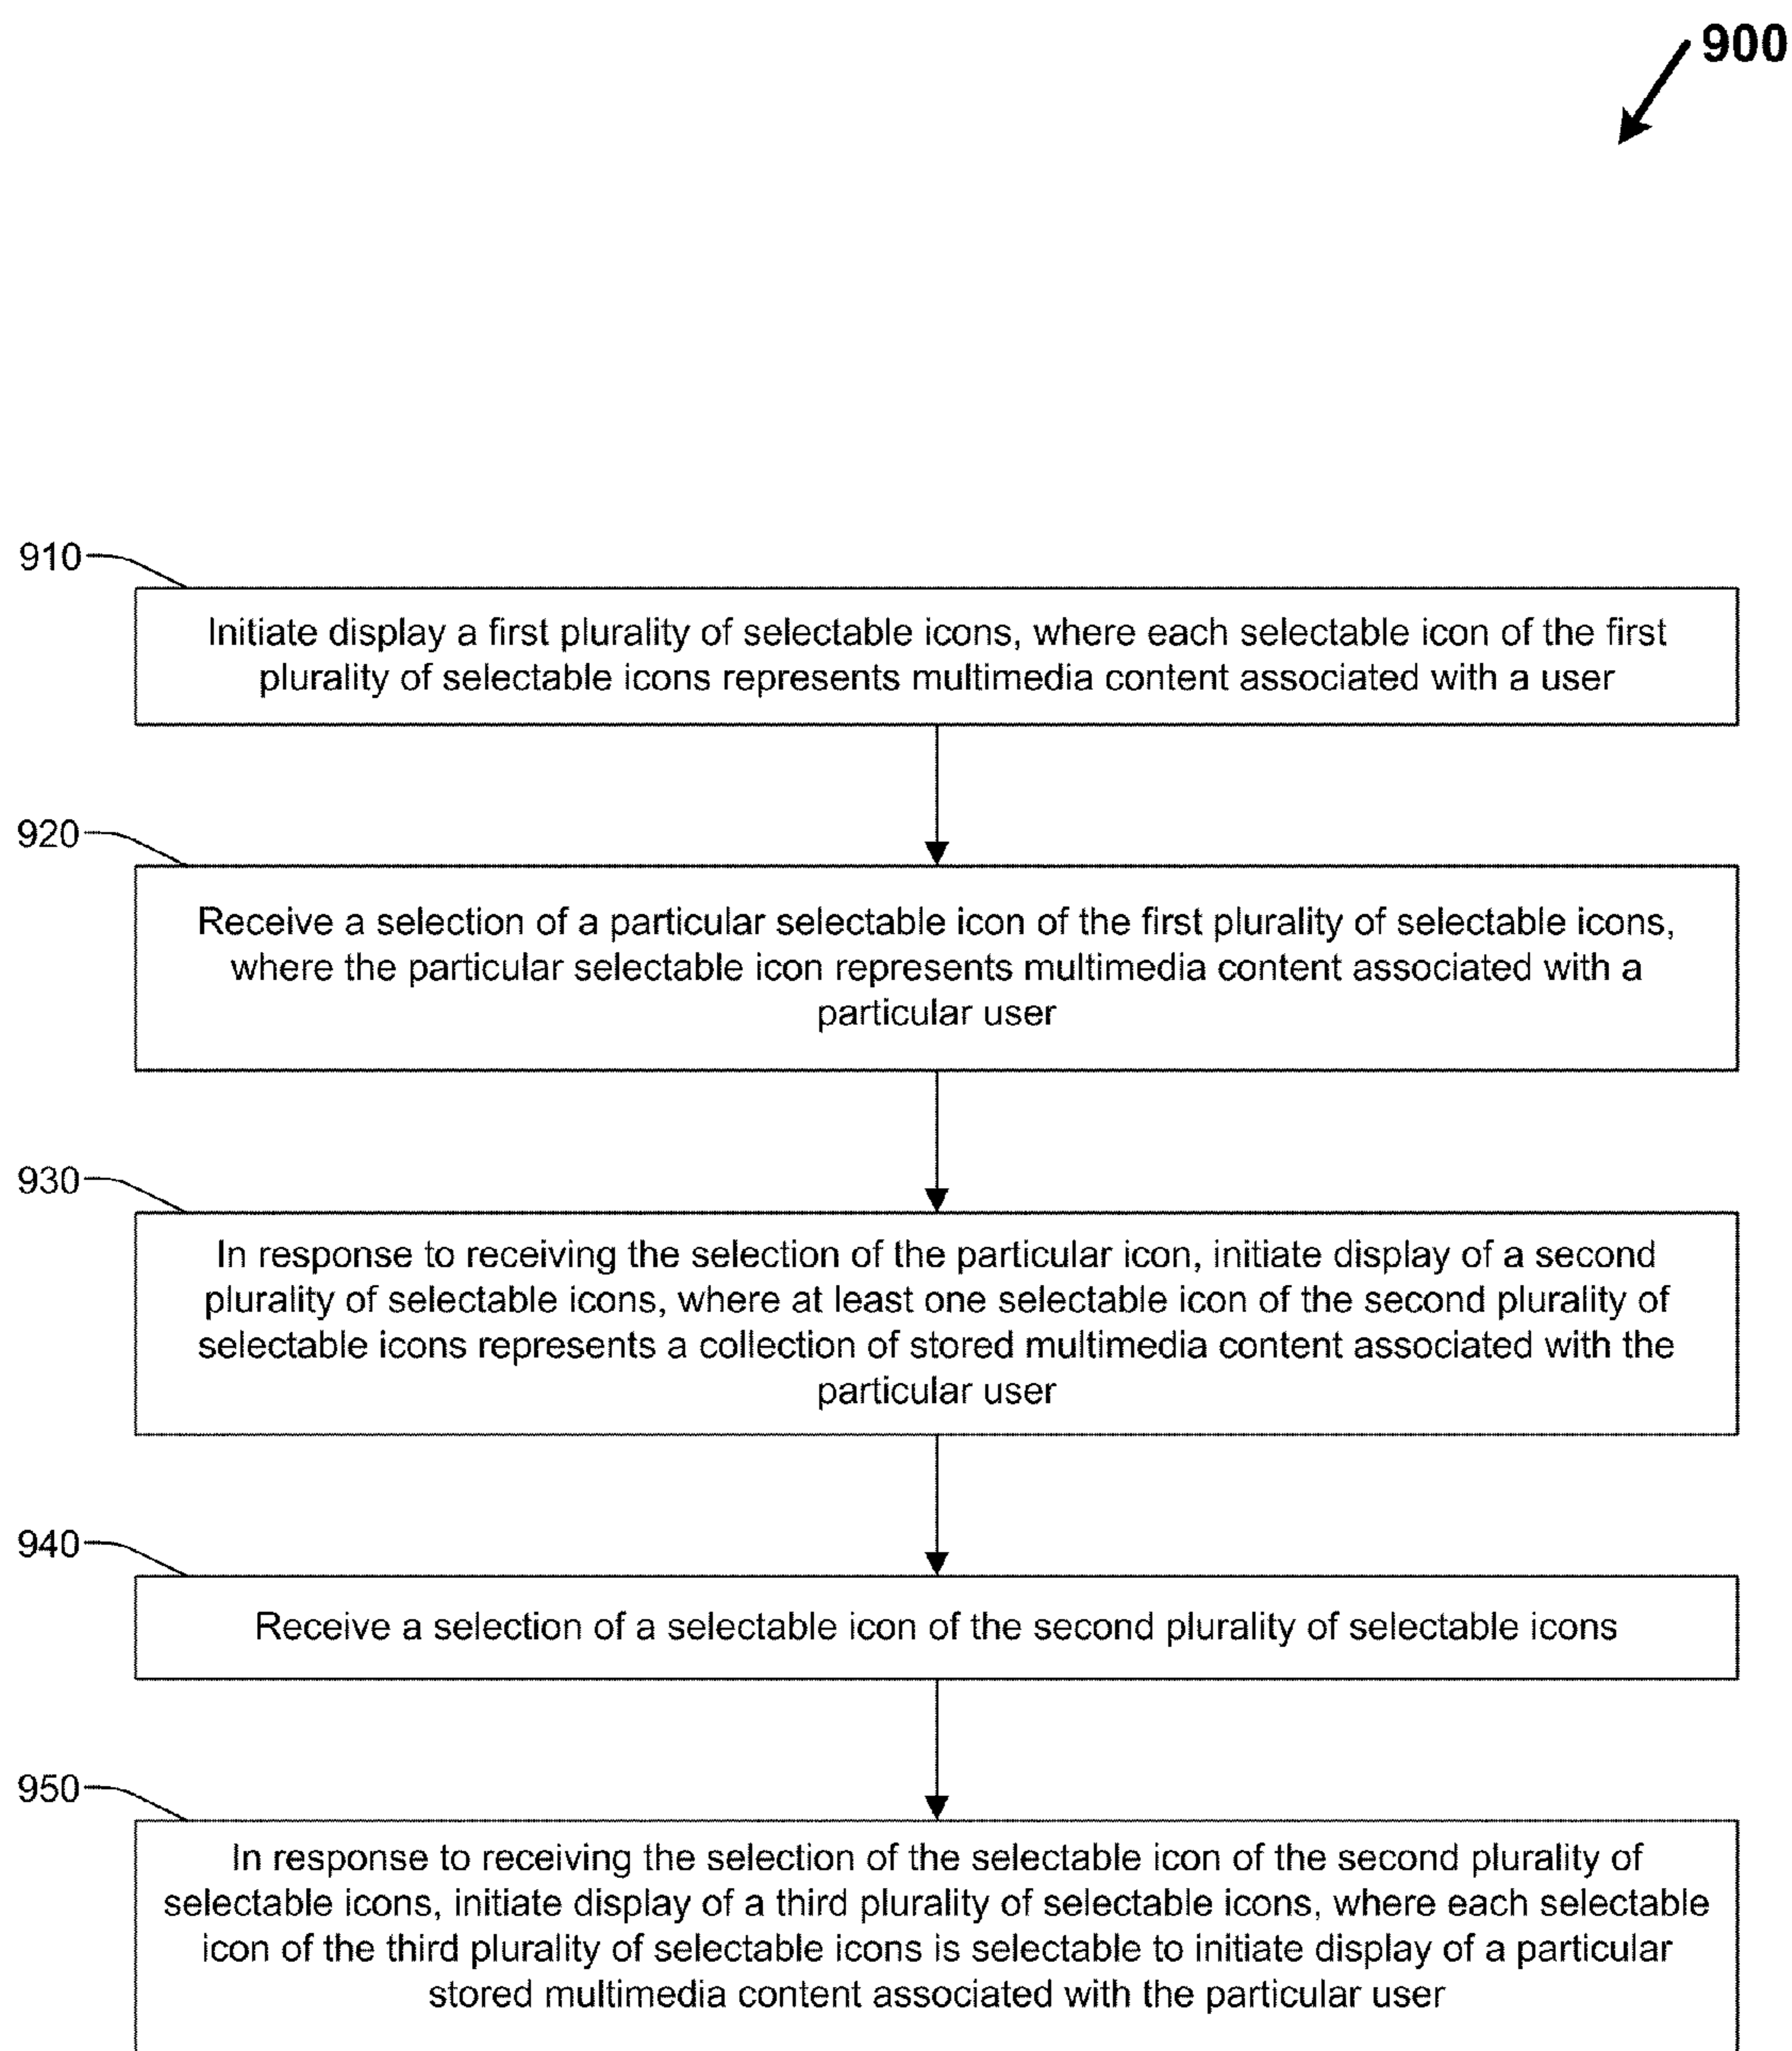 900
910
Initiate display a first plurality of selectable icons, where each selectable icon of the first
plurality of selectable icons represents multimedia content associated with a user
920
Receive a selection of a particular selectable icon of the first plurality of selectable icons,
where the particular selectable icon represents multimedia content associated with a
particular user
930
In response to receiving the selection of the particular icon, initiate display of a second
plurality of selectable icons, where at least one selectable icon of the second plurality of
selectable icons represents a collection of stored multimedia content associated with the
particular user
940
Receive a selection of a selectable icon of the second plurality of selectable icons
950
In response to receiving the selection of the selectable icon of the second plurality of
selectable icons, initiate display of a third plurality of selectable icons, where each selectable
icon of the third plurality of selectable icons is selectable to initiate display of a particular
stored multimedia content associated with the particular user